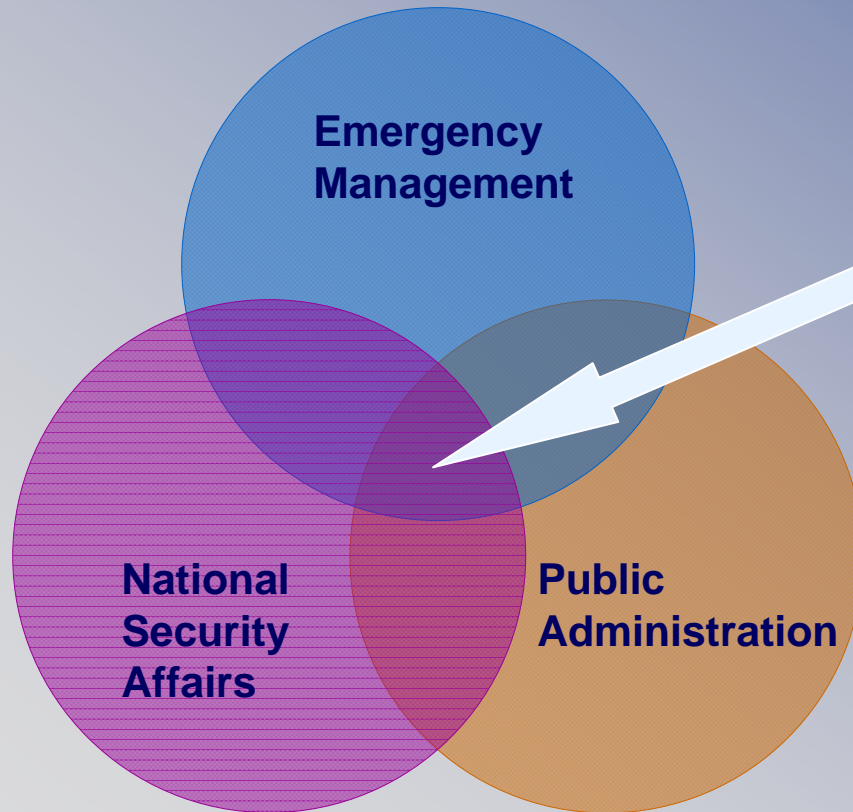 Emergency
Management
National
Security
Affairs
Public
Administration